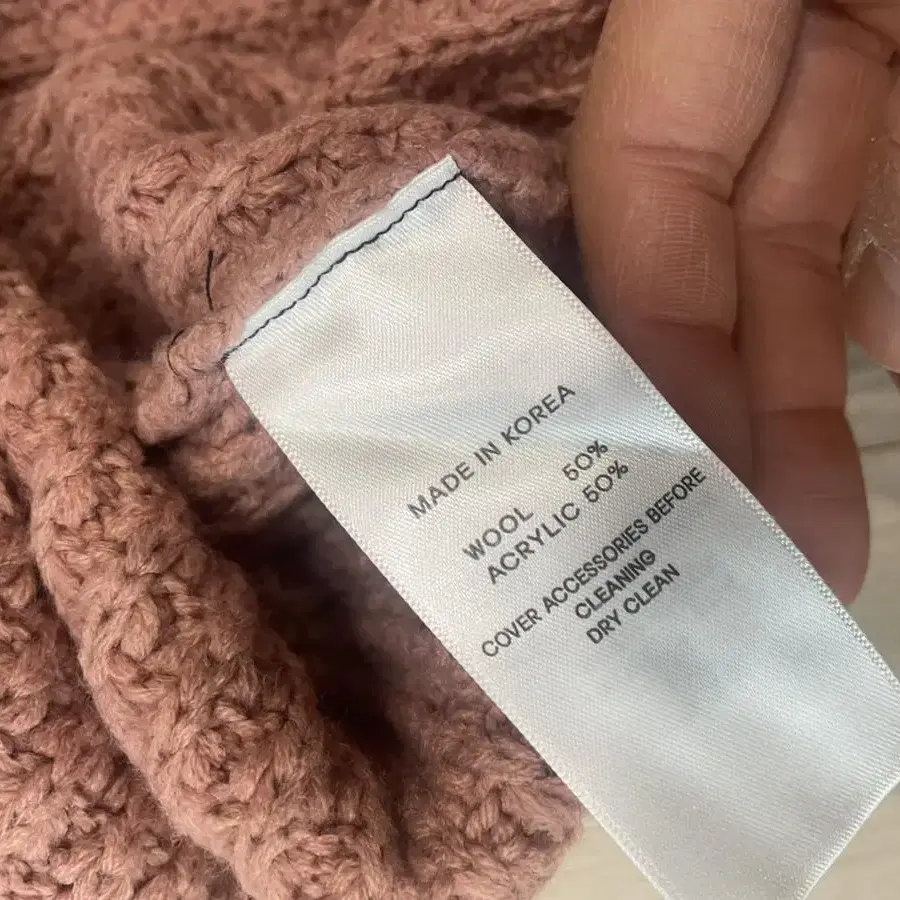 MADE IN KOREA
WOOL 50%
ACRYLIC 50%
COVER ACCESSORIES BEFORE
CLEANING
DRY CLEAN